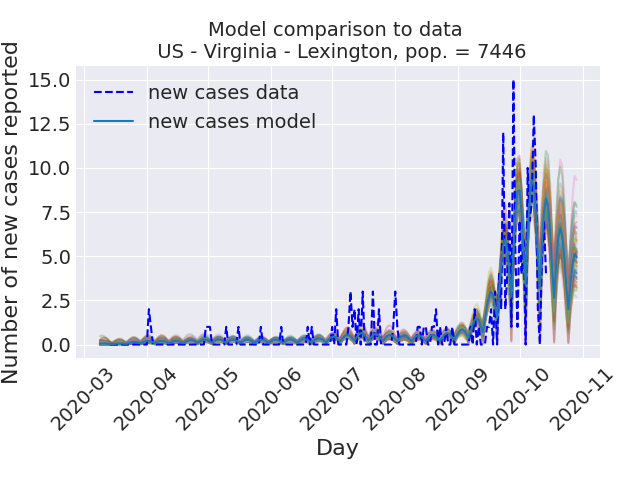 Model comparison to data
US - Virginia - Lexington, pop. = 7446
Number of new cases reported
15.0
12.5
10.0
7.5
5.0
2.5
0.0
new cases data
new cases model
2020-03
2020-04
2020-05
2020-06
2020-07
2020-08
2020-09
2020-10
2020-11
Day